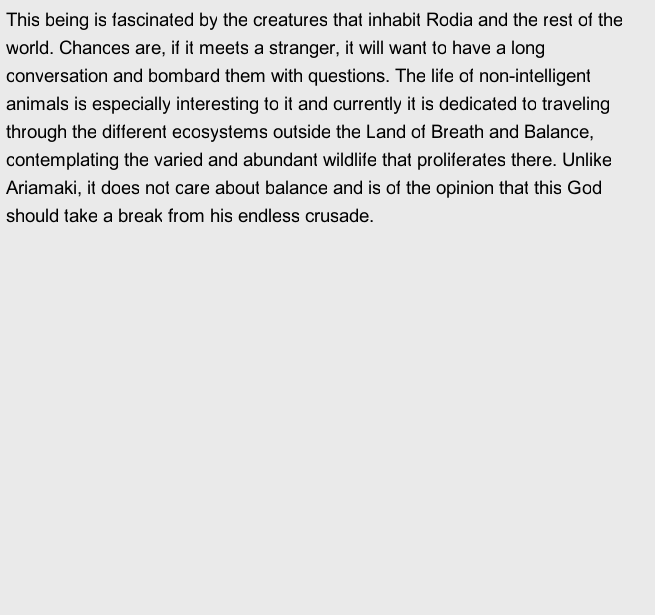 This being is fascinated by the creatures that inhabit Rodia and the rest of the
world. Chances are, if it meets a stranger, it will want to have a long
conversation and bombard them with questions. The life of non-intelligent
animals is especially interesting to it and currently it is dedicated to traveling
through the different ecosystems outside the Land of Breath and Balance,
contemplating the varied and abundant wildlife that proliferates there. Unlike
Ariamaki, it does not care about balance and is of the opinion that this God
should take a break from his endless crusade.